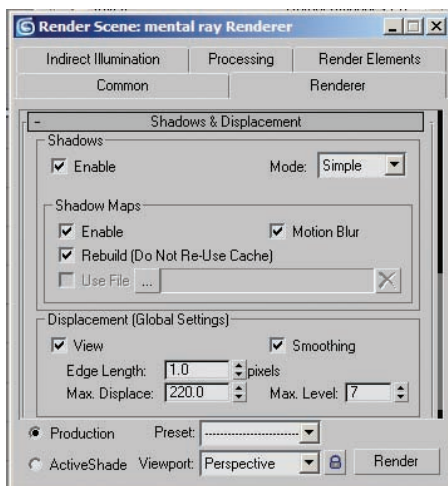 Render Scene: mental ray Renderer
Indirect Illumination Processing Render Elements
Common Renderer
- Shadows & Displacement
Shadows
Enable Mode: Simple
Shadow Maps
Enable Motion Blur
Rebuild (Do Not Re-Use Cache)
Use File ...
Displacement (Global Settings)
View Smoothing
Edge Length: 1.0 pixels
Max. Displace: 220.0 Max. Level: 7
Production Preset: -----------------------
ActiveShade Viewport: Perspective Render